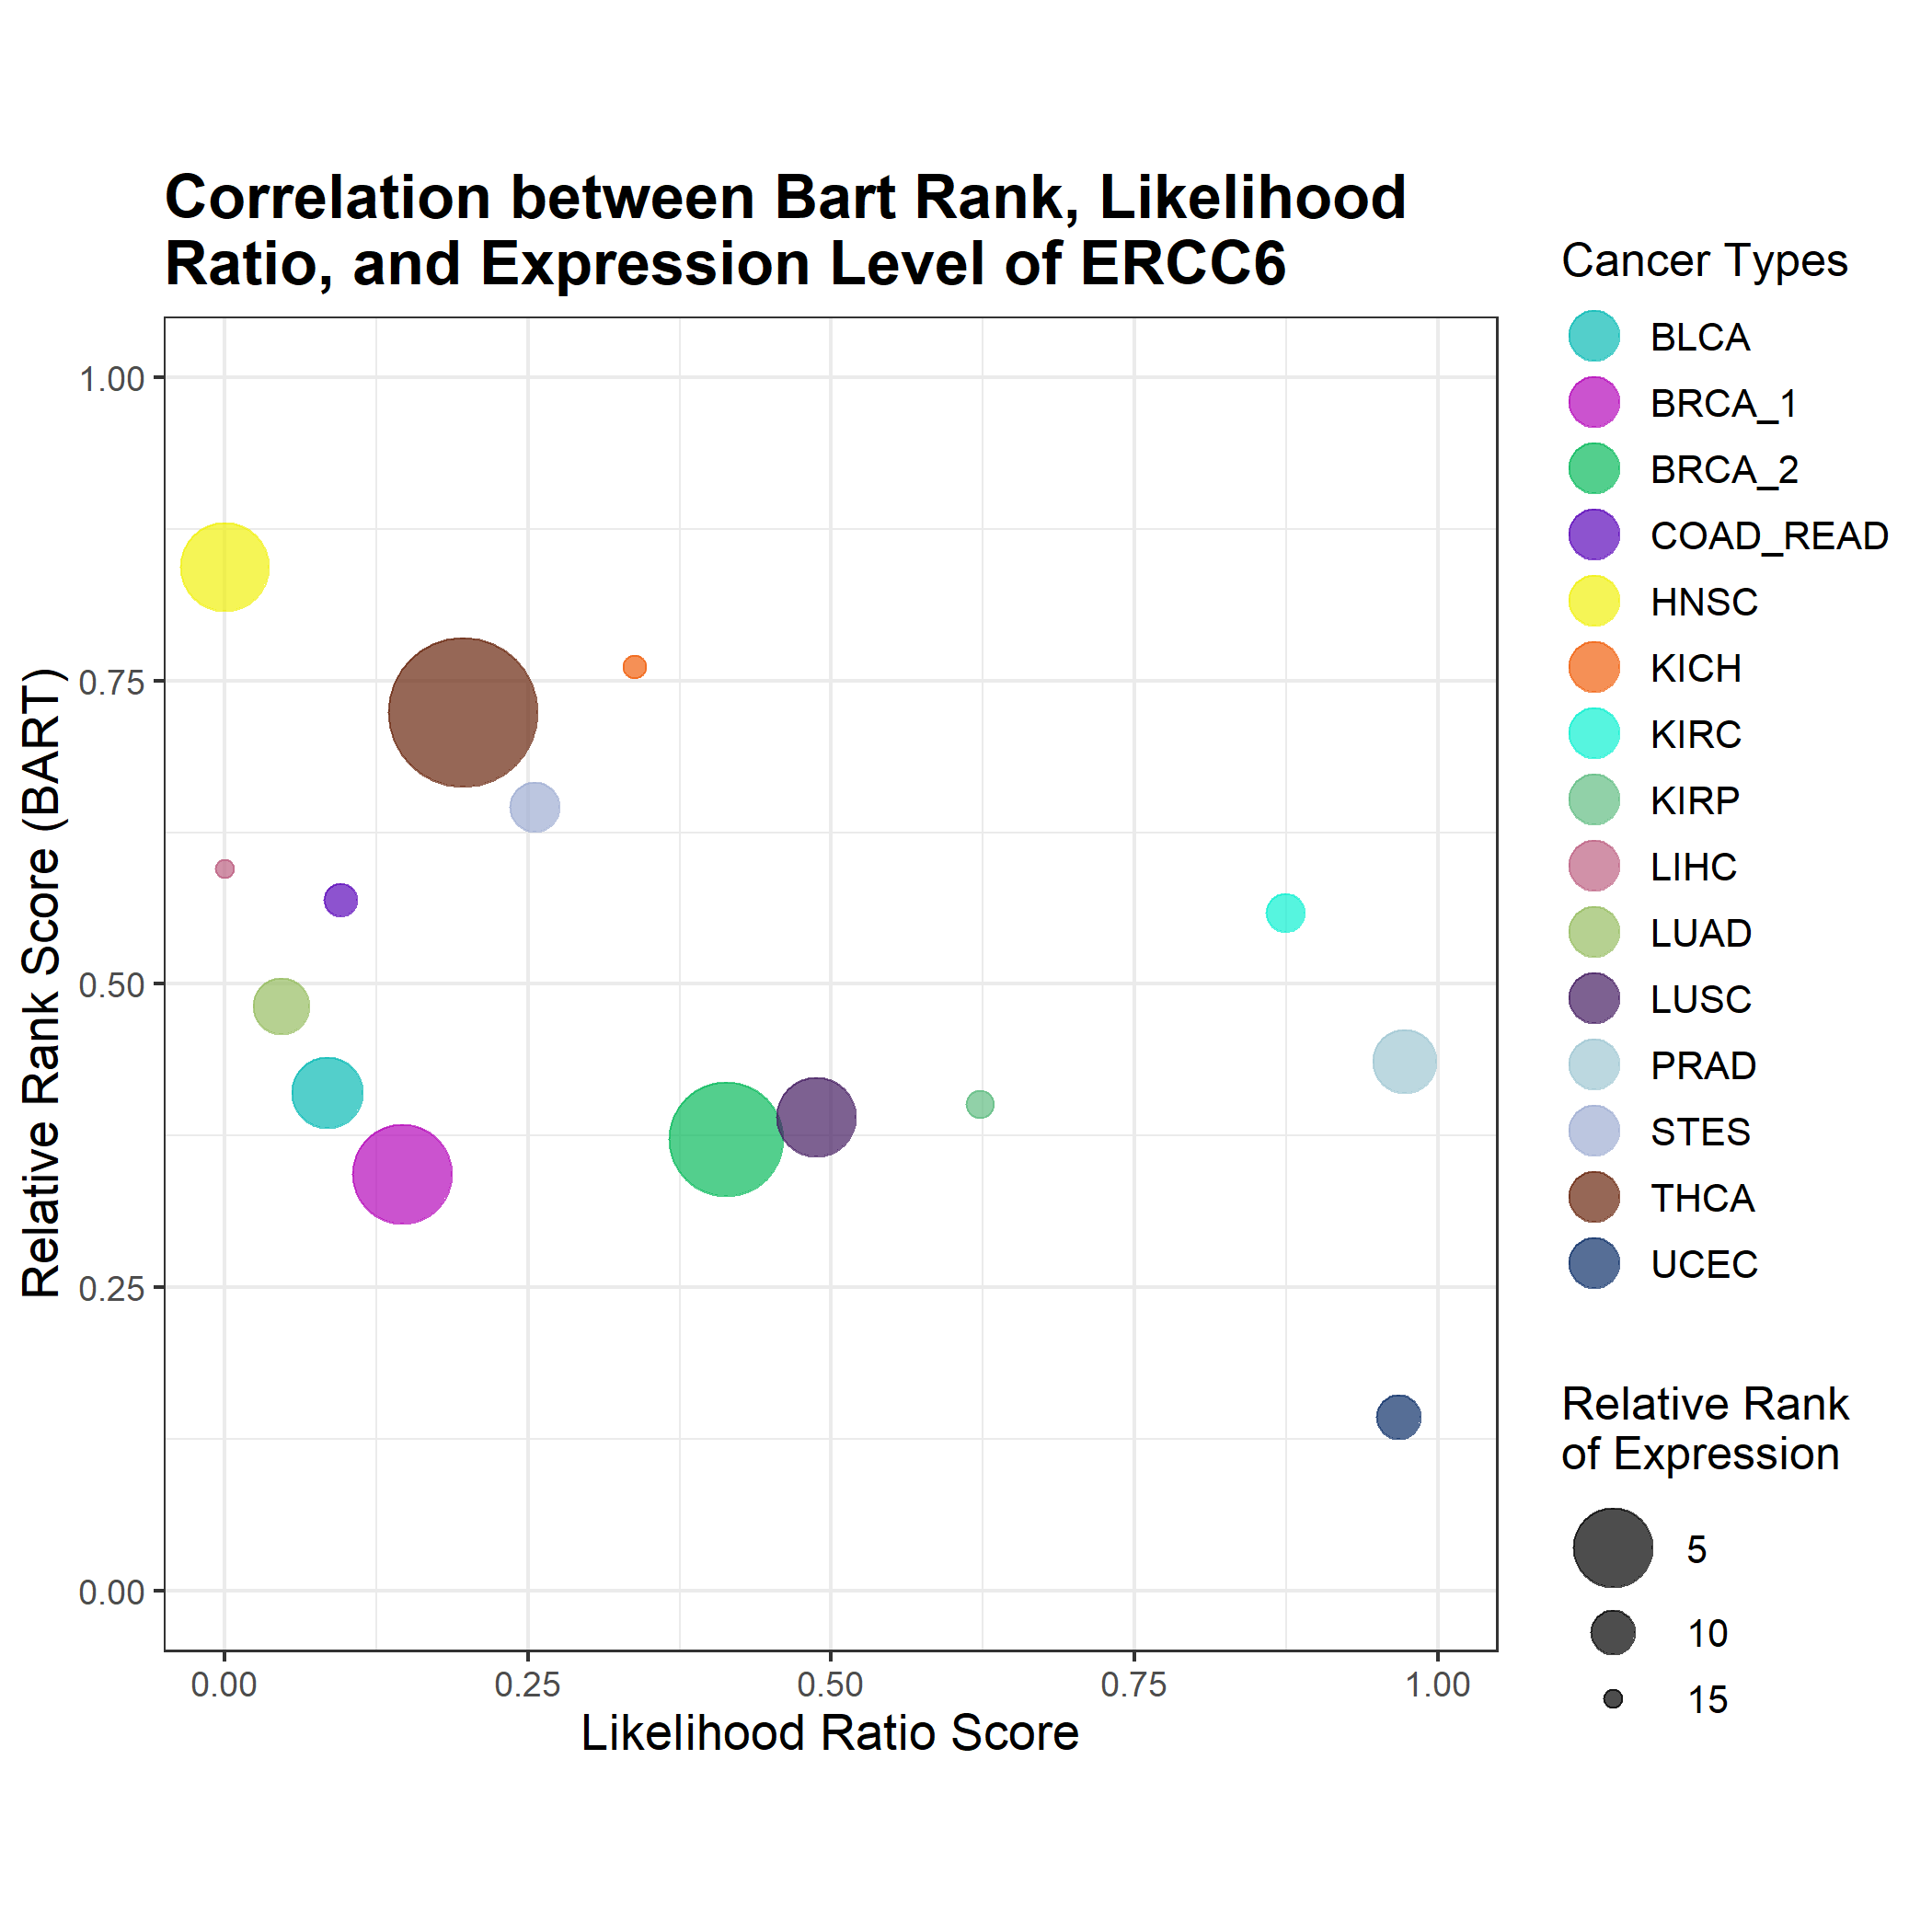 Correlation between Bart Rank, Likelihood
Ratio, and Expression Level of ERCC6
Relative Rank Score (BART)
1.00
0.75
0.50
0.25
0.00
0.00
0.25
0.50
0.75
1.00
Likelihood Ratio Score
Cancer Types
BLCA
BRCA_1
BRCA_2
COAD_READ
HNSC
KICH
KIRC
KIRP
LIHC
LUAD
LUSC
PRAD
STES
THCA
UCEC
Relative Rank
of Expression
5
10
15